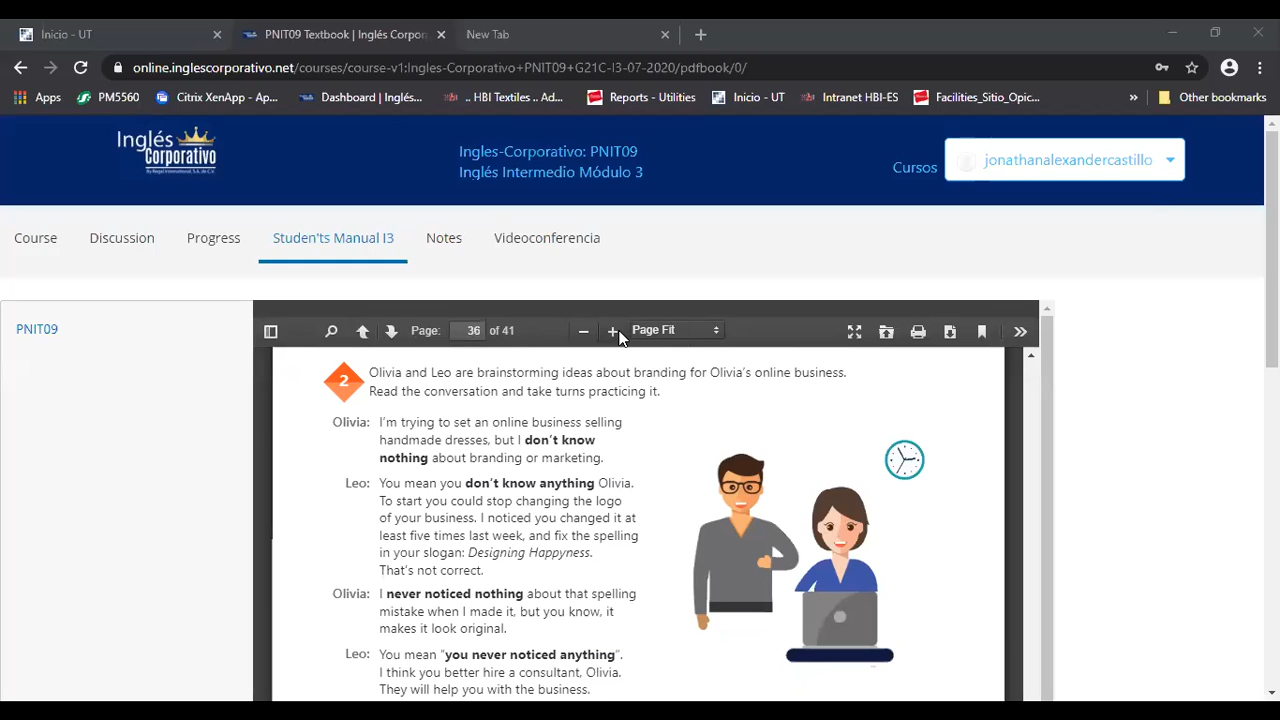 Inicio - UT
PNIT09 Textbook | Inglés Corpor
New Tab
online.inglescorporativo.net/courses/course-v1:Ingles-Corporativo+PNIT09+G21C-I3-07-2020/pdfbook/0/
Apps PM5560 Citrix XenApp - Ap... Dashboard | Inglés... .. HBI Textiles .. Ad... Reports - Utilities Inicio - UT Intranet HBI-ES Facilities_Sitio_Opic... » Other bookmarks
Inglés
Corporativo
By Royal International, S.A. de C.V.
Ingles-Corporativo: PNIT09
Inglés Intermedio Módulo 3
Cursos
jonathanalexandercastillo
Course Discussion Progress Studen'ts Manual I3 Notes Videoconferencia
PNIT09
Page: 36 of 41
Page Fit
2
Olivia and Leo are brainstorming ideas about branding for Olivia's online business.
Read the conversation and take turns practicing it.
Olivia: I'm trying to set an online business selling
handmade dresses, but I don't know
nothing about branding or marketing.
Leo: You mean you don't know anything Olivia.
To start you could stop changing the logo
of your business. I noticed you changed it at
least five times last week, and fix the spelling
in your slogan: Designing Happyness.
That's not correct.
Olivia: I never noticed nothing about that spelling
mistake when I made it, but you know, it
makes it look original.
Leo: You mean "you never noticed anything".
I think you better hire a consultant, Olivia.
They will help you with the business.